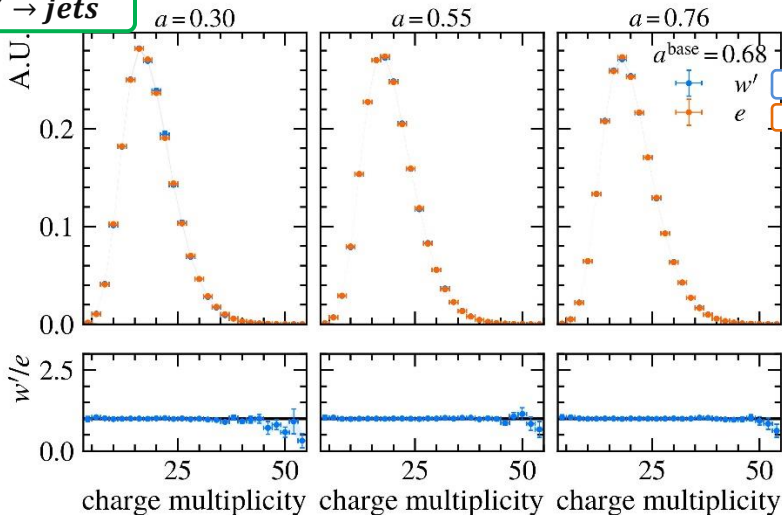 → jets
a = 0.30
a = 0.55
a = 0.76
A.U.
a^base = 0.68
w′
e
0.2
0.1
0.0
w′/e
2.5
0.0
25 50
25 50
25 50
charge multiplicity
charge multiplicity
charge multiplicity